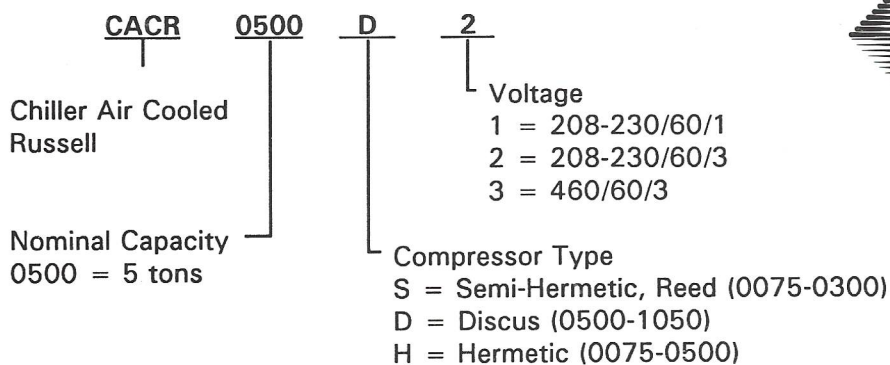 CACR 0500 D 2
Chiller Air Cooled
Russell
Nominal Capacity
0500 = 5 tons
Voltage
1 = 208-230/60/1
2 = 208-230/60/3
3 = 460/60/3
Compressor Type
S = Semi-Hermetic, Reed (0075-0300)
D = Discus (0500-1050)
H = Hermetic (0075-0500)